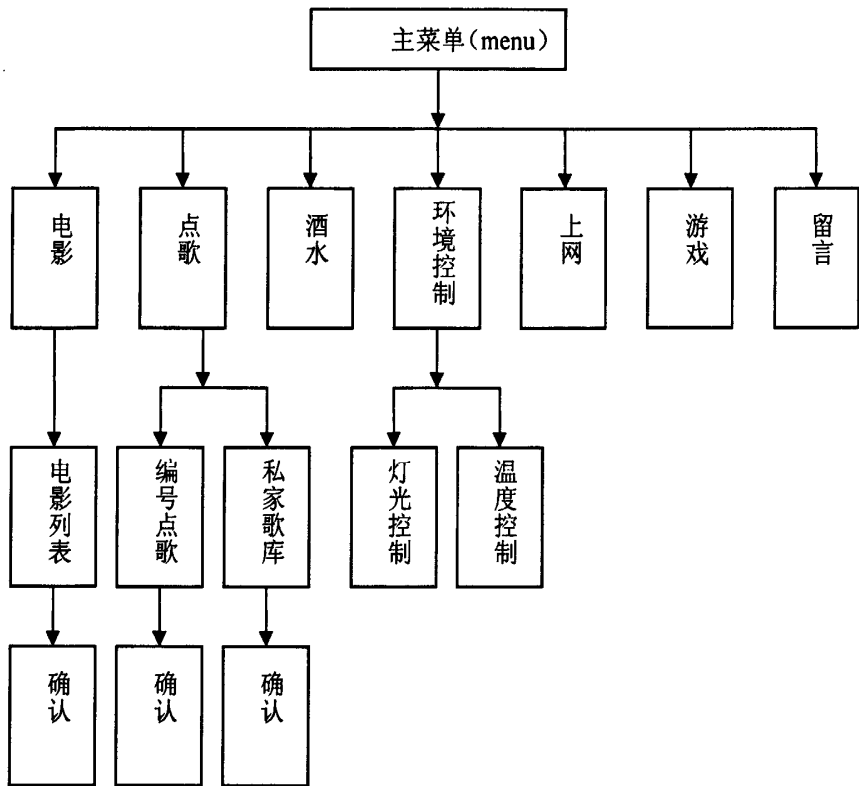 主菜单(menu)
电影
点歌
酒水
环境控制
上网
游戏
留言
电影列表
编号点歌
私家歌库
灯光控制
温度控制
确认
确认
确认